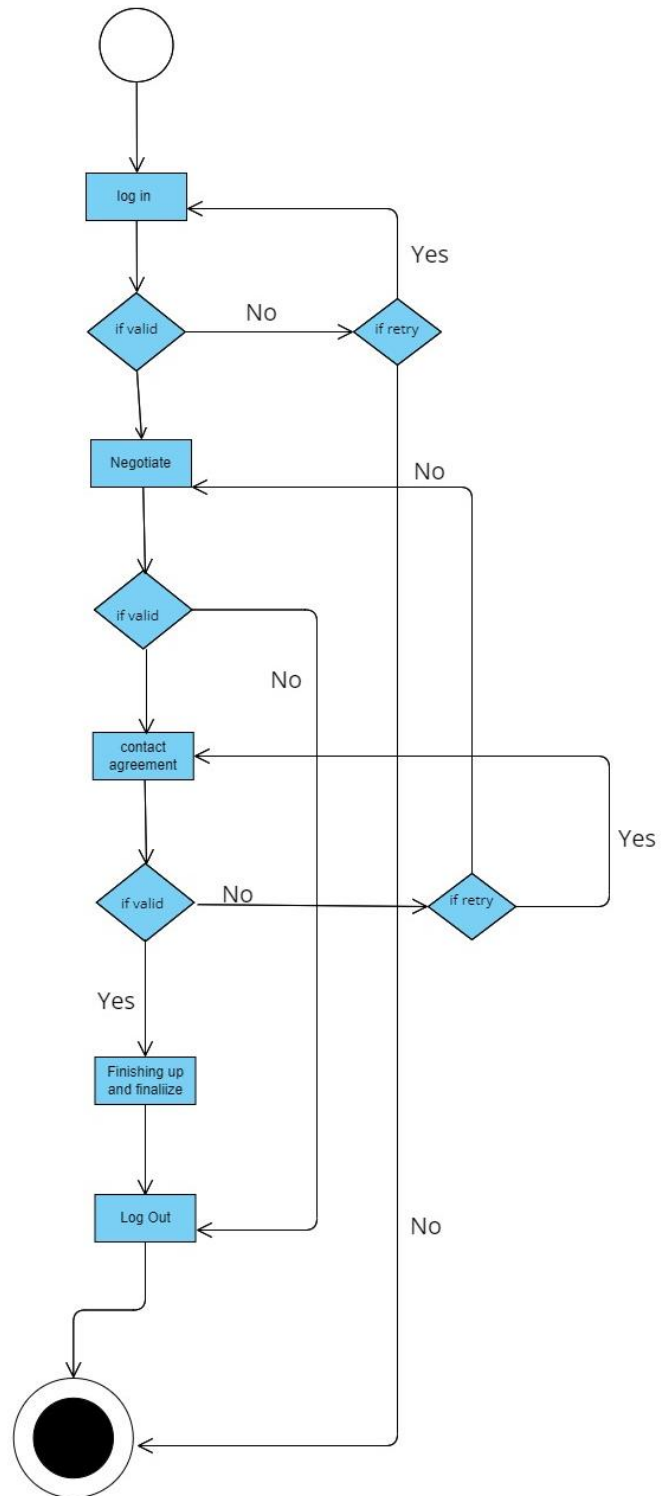 log in
Yes
No
if valid
if retry
Negotiate
No
if valid
No
contact
agreement
Yes
if valid
No
if retry
Yes
Finishing up
and finaliize
Log Out
No